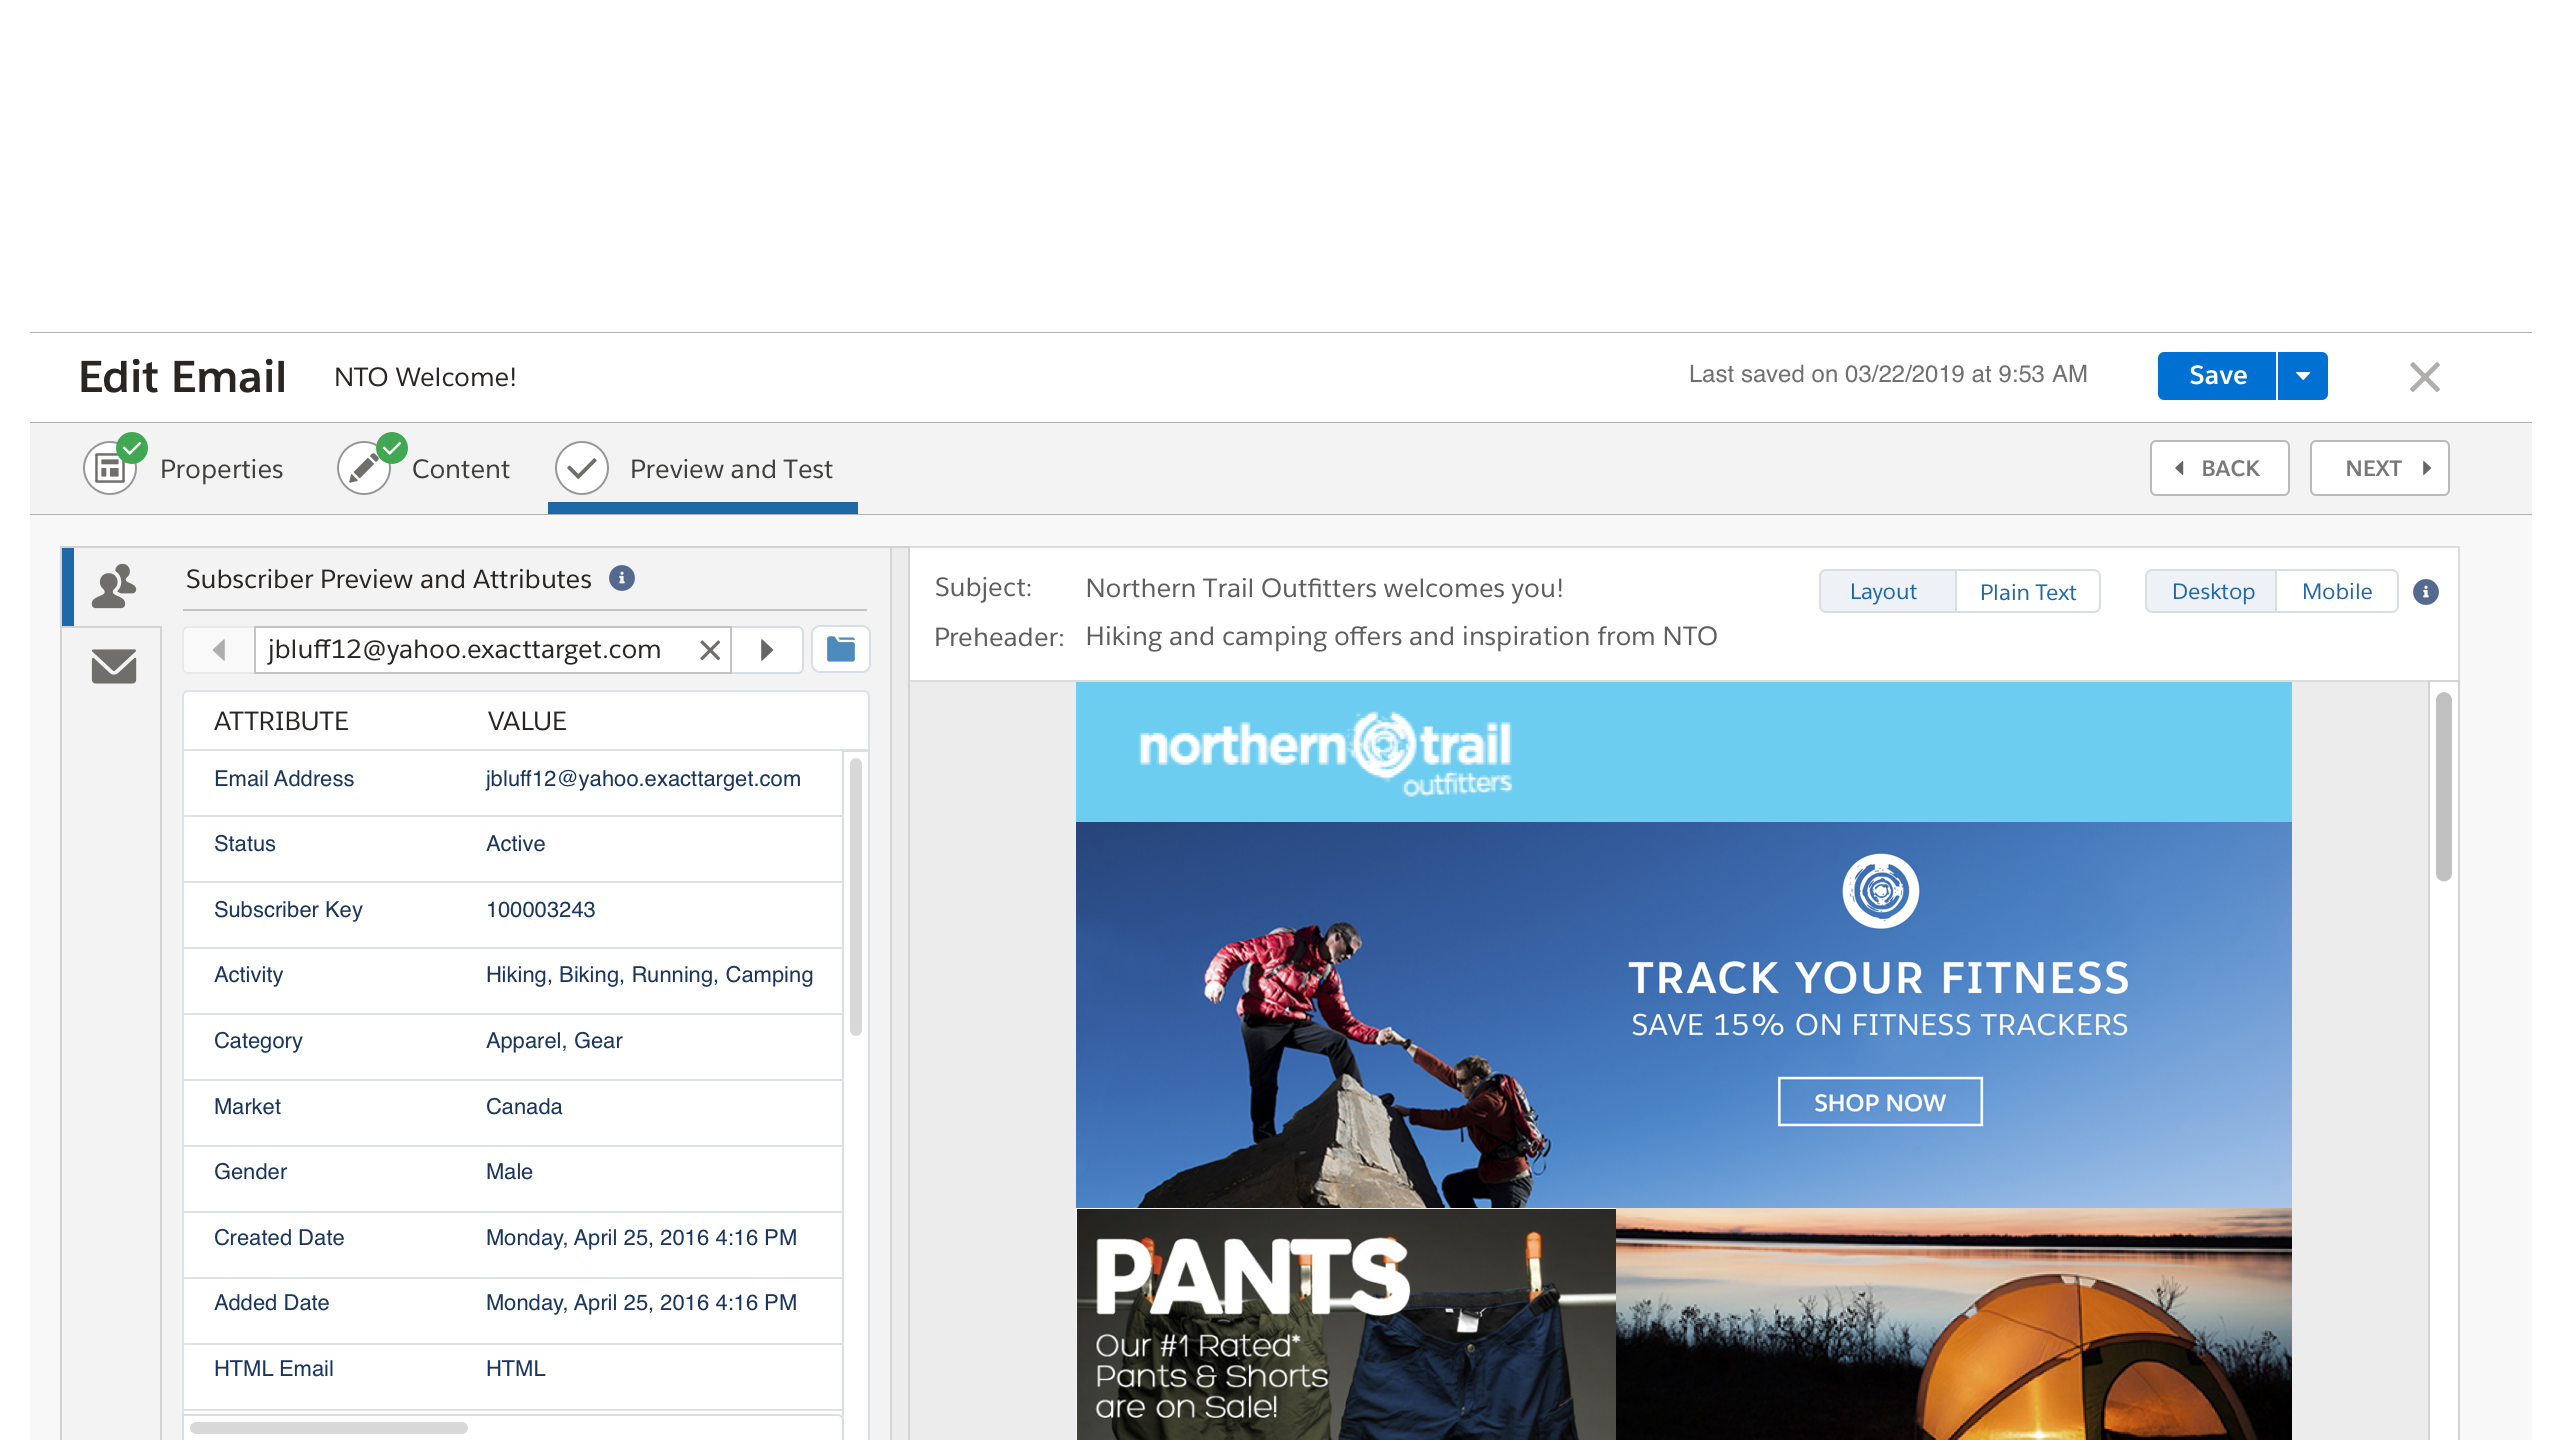 Edit Email
NTO Welcome!
Last saved on 03/22/2019 at 9:53 AM
Save
Properties
Content
Preview and Test
BACK
NEXT
Subscriber Preview and Attributes
jbluff12@yahoo.exacttarget.com
ATTRIBUTE VALUE
Email Address jbluff12@yahoo.exacttarget.com
Status Active
Subscriber Key 100003243
Activity Hiking, Biking, Running, Camping
Category Apparel, Gear
Market Canada
Gender Male
Created Date Monday, April 25, 2016 4:16 PM
Added Date Monday, April 25, 2016 4:16 PM
HTML Email HTML
Subject: Northern Trail Outfitters welcomes you!
Preheader: Hiking and camping offers and inspiration from NTO
Layout
Plain Text
Desktop
Mobile
northern trail
outfitters
TRACK YOUR FITNESS
SAVE 15% ON FITNESS TRACKERS
SHOP NOW
PANTS
Our #1 Rated*
Pants & Shorts
are on Sale!